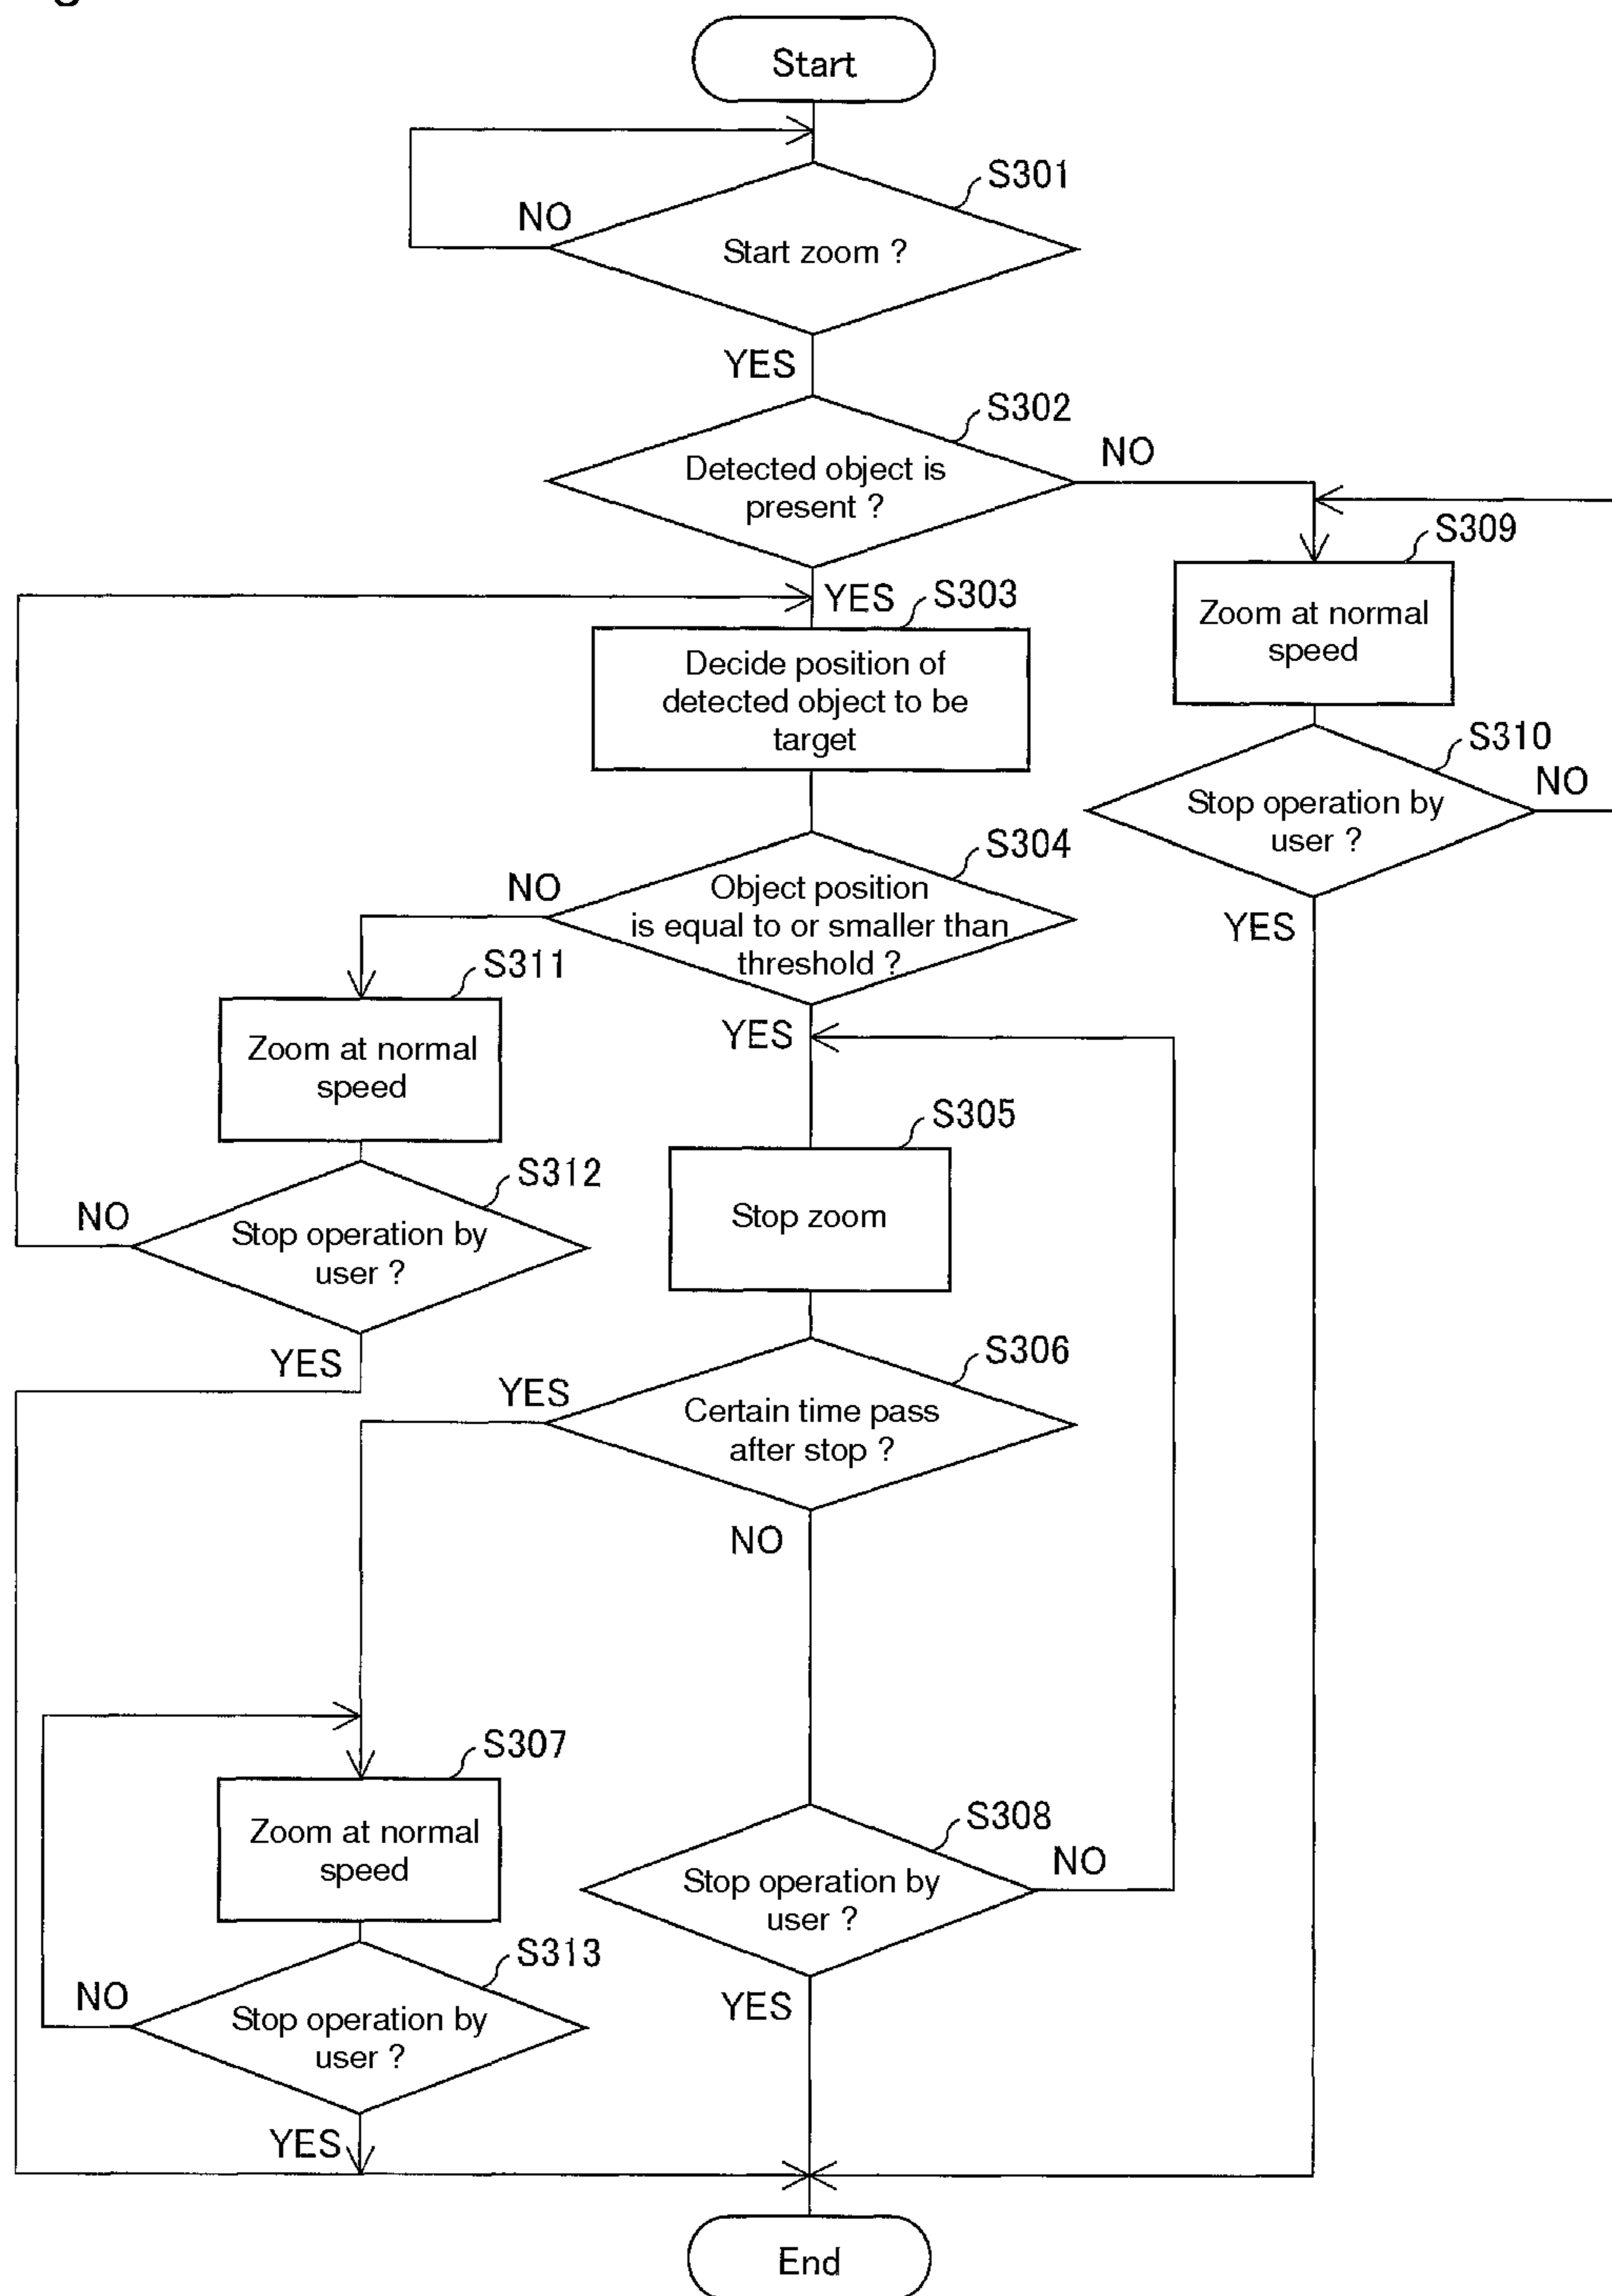 Start
S301
NO
Start zoom ?
YES
S302
NO
Detected object is
present ?
YES
S303
S309
Zoom at normal
speed
Decide position of
detected object to be
target
S310
NO
Stop operation by
user ?
YES
S304
NO
Object position
is equal to or smaller than
threshold ?
S311
YES
Zoom at normal
speed
S305
Stop zoom
S312
NO
Stop operation by
user ?
YES
S306
YES
Certain time pass
after stop ?
NO
S307
Zoom at normal
speed
S308
NO
Stop operation by
user ?
YES
S313
NO
Stop operation by
user ?
YES
End